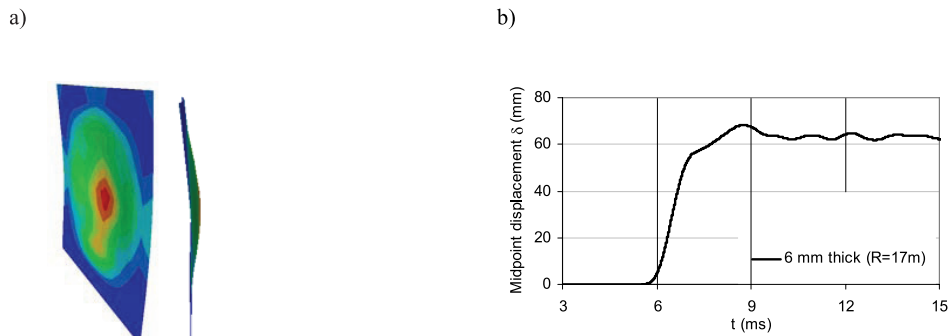 a)
b)
80
60
40
20
0
Midpoint displacement δ (mm)
6 mm thick (R=17m)
3 6 9 12 15
t (ms)